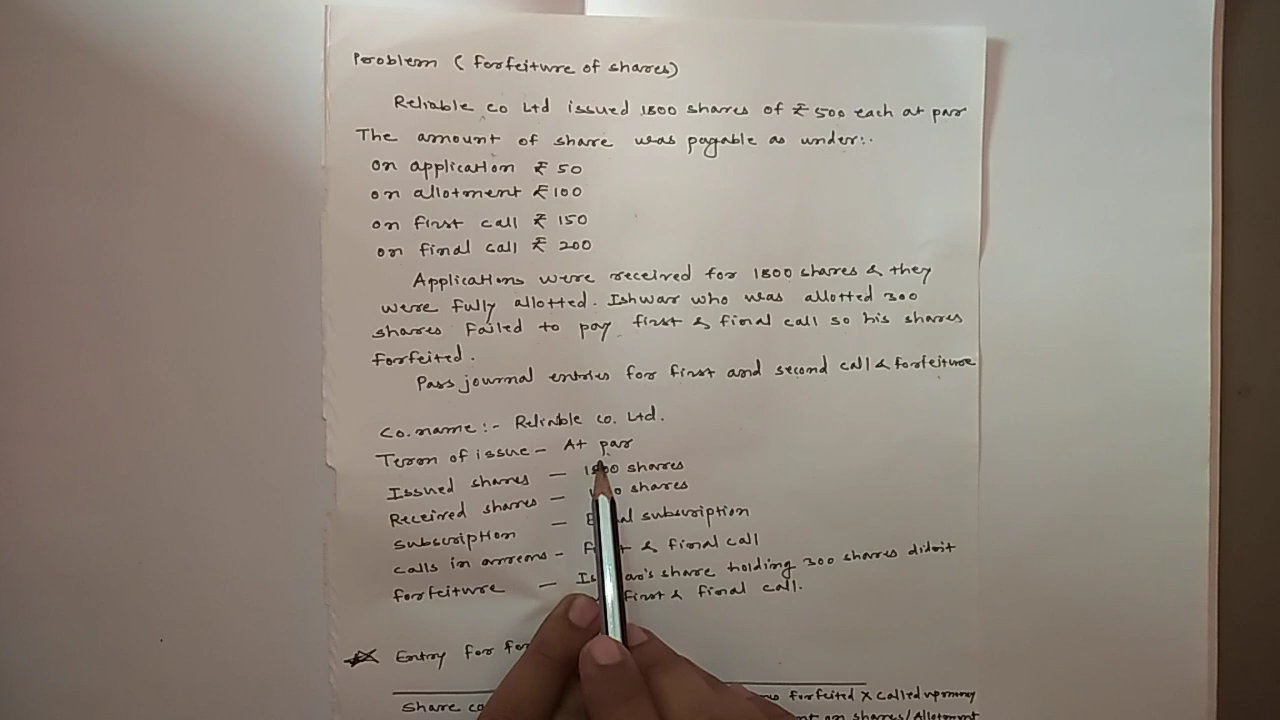 Problem ( forfeiture of shares)
Reliable co Ltd issued 1800 shares of ₹ 500 each at par
The amount of share was payable as under:-
on application ₹ 50
on allotment ₹ 100
on first call ₹ 150
on final call ₹ 200
Applications were received for 1800 shares & they
were fully allotted. Ishwar who was allotted 300
shares failed to pay first & final call so his shares
forfeited.
Pass journal entries for first and second call & forfeiture
Co. name :- Reliable co. Ltd.
Term of issue - At par
Issued shares - shares
Received shares - shares
subscription - subscription
calls in arrears - & final call
forfeiture - share holding 300 shares didn't
first & final call.
Entry for
Share forfeited x called up money
on shares/Allotment